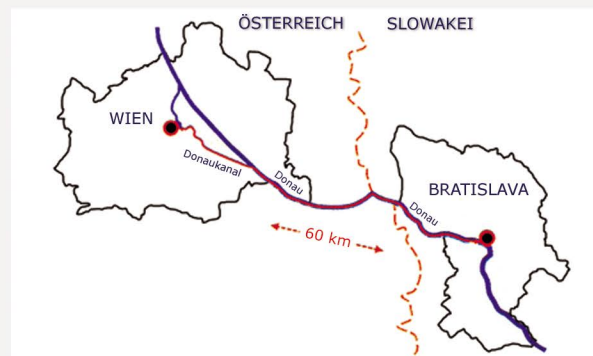 ÖSTERREICH
SLOWAKEI
WIEN
Donaukanal
Donau
Donau
BRATISLAVA
60 km